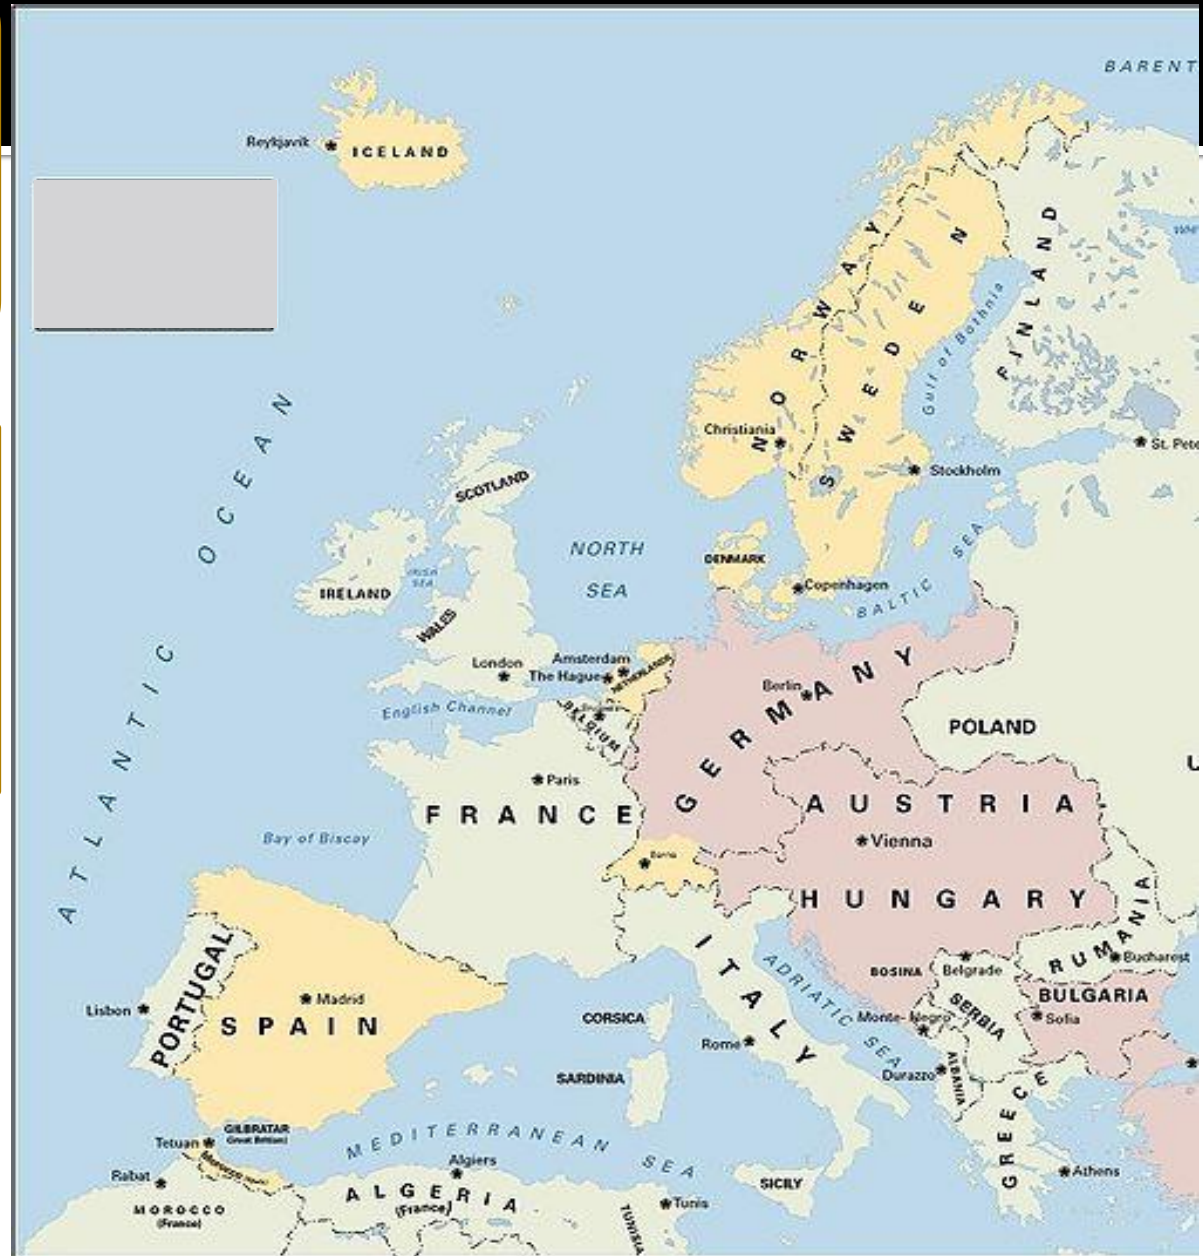 BARENT
Reykjavik
ICELAND
NORWAY
SWEDEN
FINLAND
Gulf of Bothnia
Christiania
St. Pete
Stockholm
ATLANTIC OCEAN
SCOTLAND
NORTH
SEA
DENMARK
Copenhagen
BALTIC SEA
IRISH
SEA
IRELAND
WALES
London
Amsterdam
The Hague
NETHERLANDS
English Channel
BELGIUM
Berlin
GERMANY
POLAND
U
Paris
FRANCE
AUSTRIA
Vienna
Bay of Biscay
HUNGARY
RUMANIA
Bucharest
PORTUGAL
Lisbon
Madrid
SPAIN
ITALY
ADRIATIC SEA
BOSINA
Belgrade
SERBIA
BULGARIA
Sofia
Monte-Negro
CORSICA
Rome
SARDINIA
Durazzo
ALBANIA
GREECE
GILBRATAR
(Great Britian)
Tetuan
MEDITERRANEAN SEA
Rabat
Algiers
MOROCCO
(France)
ALGERIA
(France)
SICILY
Tunis
TUNISIA
Athens